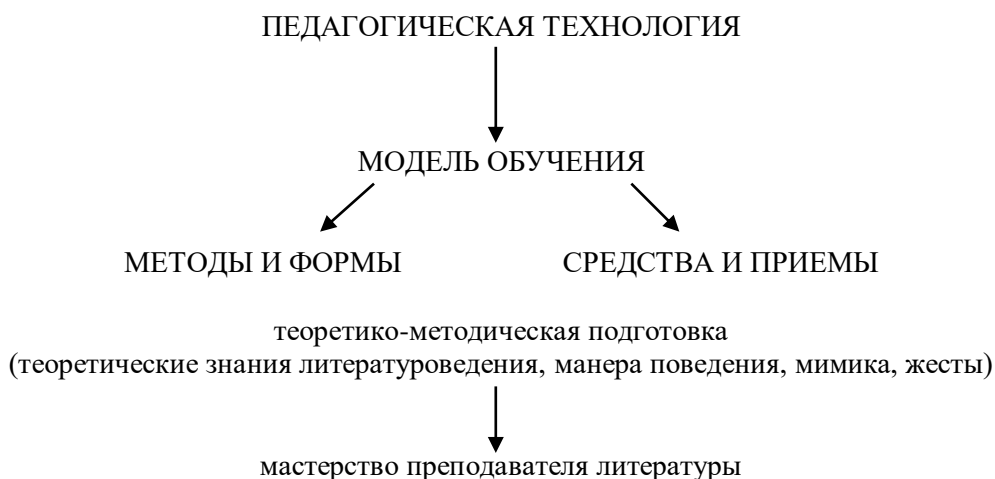 ПЕДАГОГИЧЕСКАЯ ТЕХНОЛОГИЯ
МОДЕЛЬ ОБУЧЕНИЯ
МЕТОДЫ И ФОРМЫ
СРЕДСТВА И ПРИЕМЫ
теоретико-методическая подготовка
(теоретические знания литературоведения, манера поведения, мимика, жесты)
мастерство преподавателя литературы